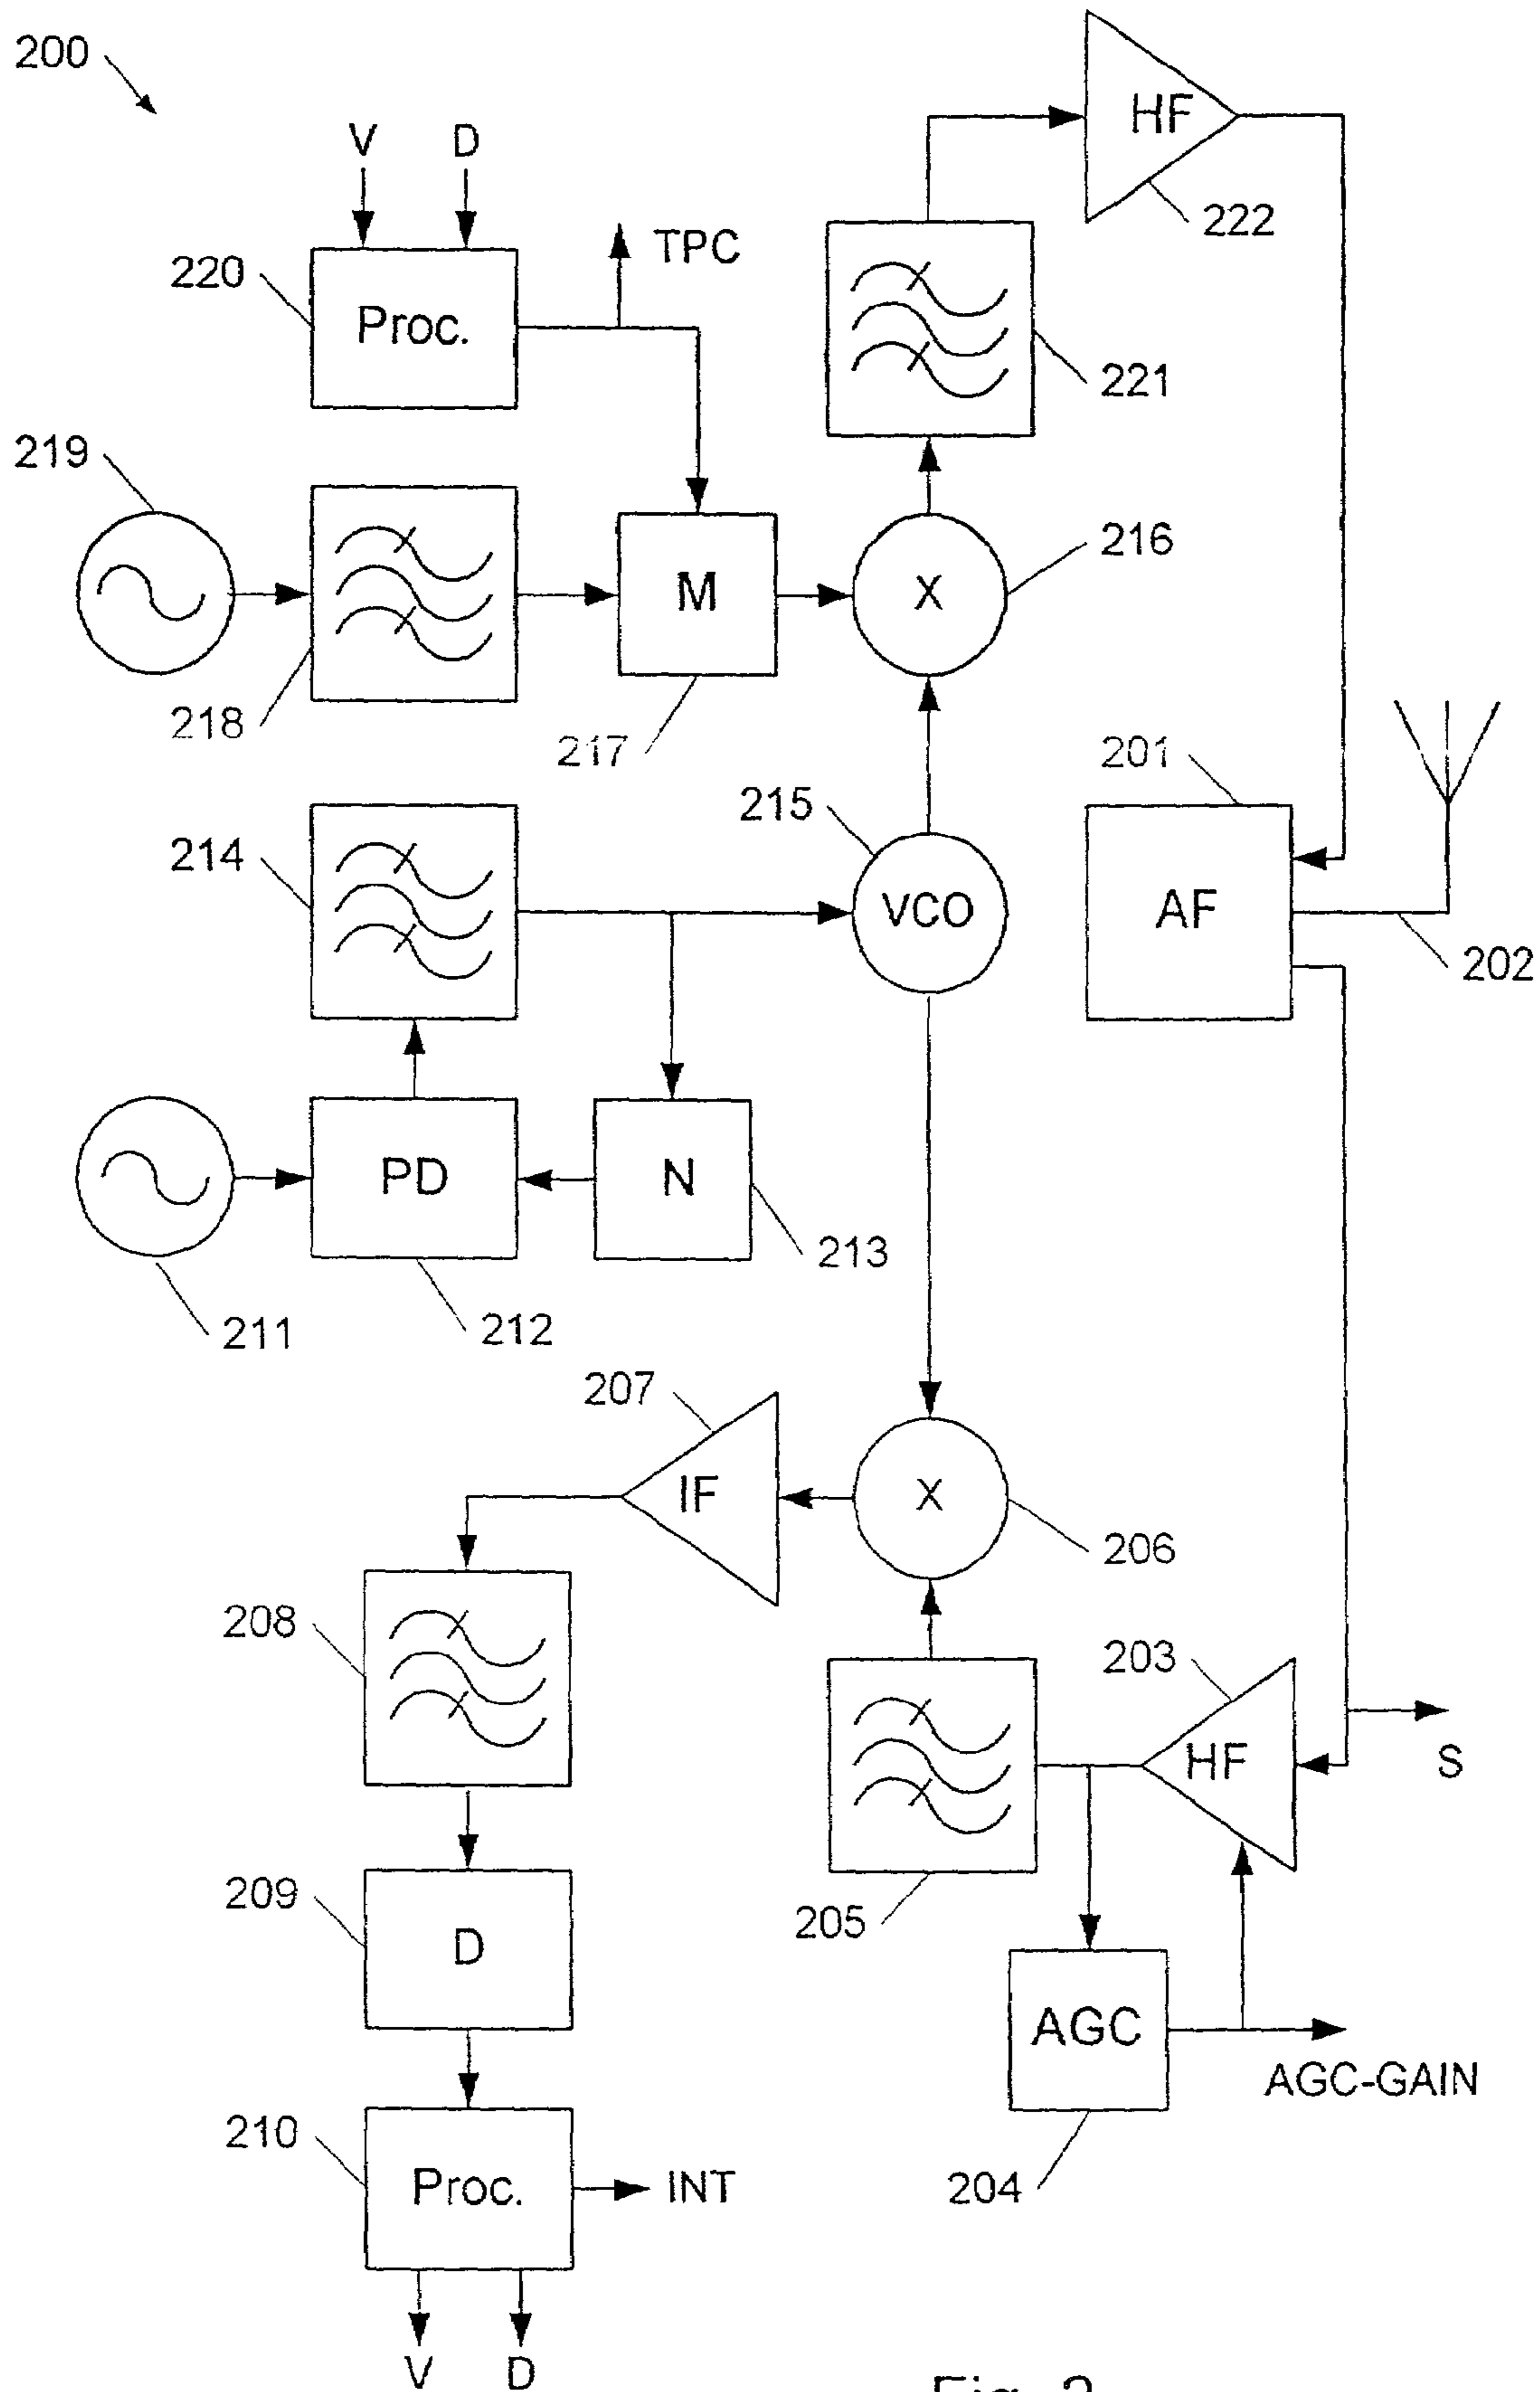 200
HF
V D
222
TPC
220
Proc.
221
219
216
M
X
218
217
201
215
214
VCO
AF
202
PD
N
213
211
212
207
IF
X
206
208
203
HF
S
209
205
D
AGC
AGC-GAIN
210
Proc.
INT
204
V D